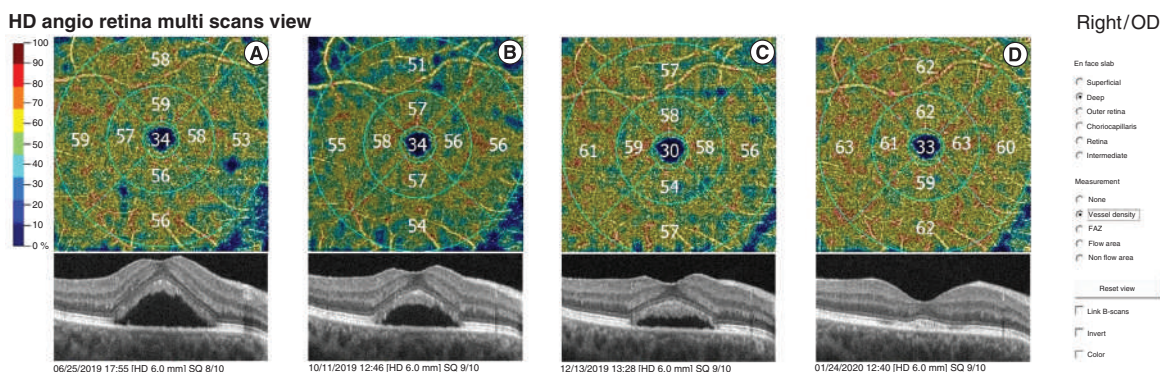 HD angio retina multi scans view
Right/OD
100
90
80
70
60
50
40
30
20
10
0 %
A
58
59
59 57 34 58 53
56
56
B
51
57
55 58 34 56 56
57
54
C
57
58
61 59 30 58 56
54
57
D
62
62
63 61 33 63 60
59
62
06/25/2019 17:55 [HD 6.0 mm] SQ 8/10
10/11/2019 12:46 [HD 6.0 mm] SQ 9/10
12/13/2019 13:28 [HD 6.0 mm] SQ 9/10
01/24/2020 12:40 [HD 6.0 mm] SQ 9/10
En face slab
Superficial
Deep
Outer retina
Choriocapillaris
Retina
Intermediate
Measurement
None
Vessel density
FAZ
Flow area
Non flow area
Reset view
Link B-scans
Invert
Color